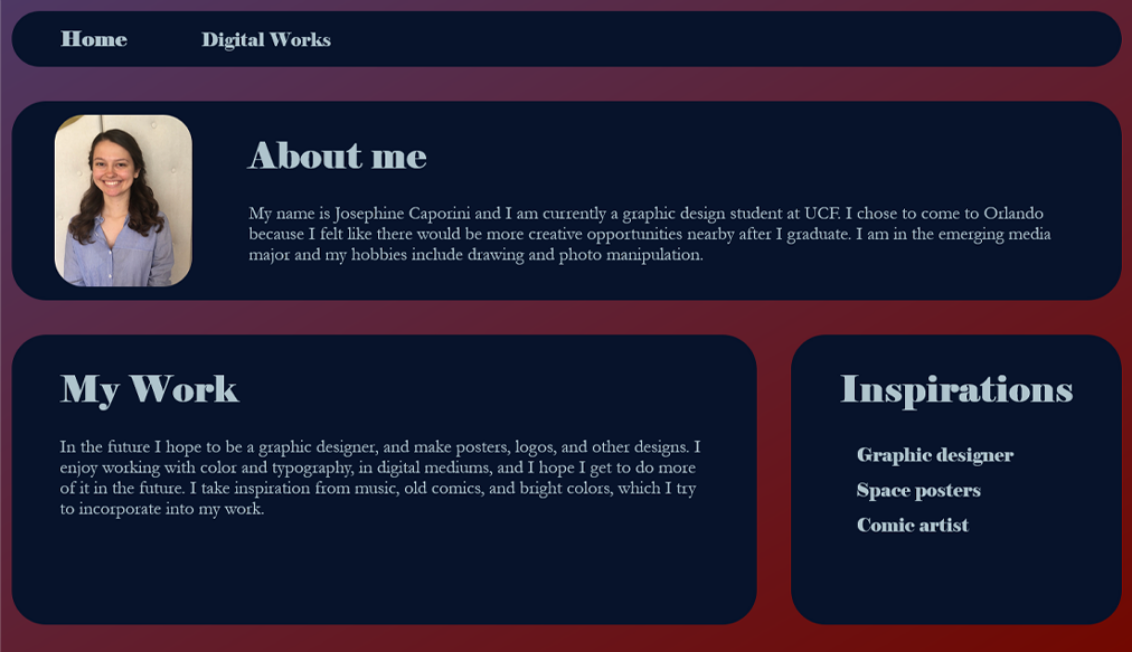 Home
Digital Works
About me
My name is Josephine Caporini and I am currently a graphic design student at UCF. I chose to come to Orlando
because I felt like there would be more creative opportunities nearby after I graduate. I am in the emerging media
major and my hobbies include drawing and photo manipulation.
My Work
In the future I hope to be a graphic designer, and make posters, logos, and other designs. I
enjoy working with color and typography, in digital mediums, and I hope I get to do more
of it in the future. I take inspiration from music, old comics, and bright colors, which I try
to incorporate into my work.
Inspirations
Graphic designer
Space posters
Comic artist